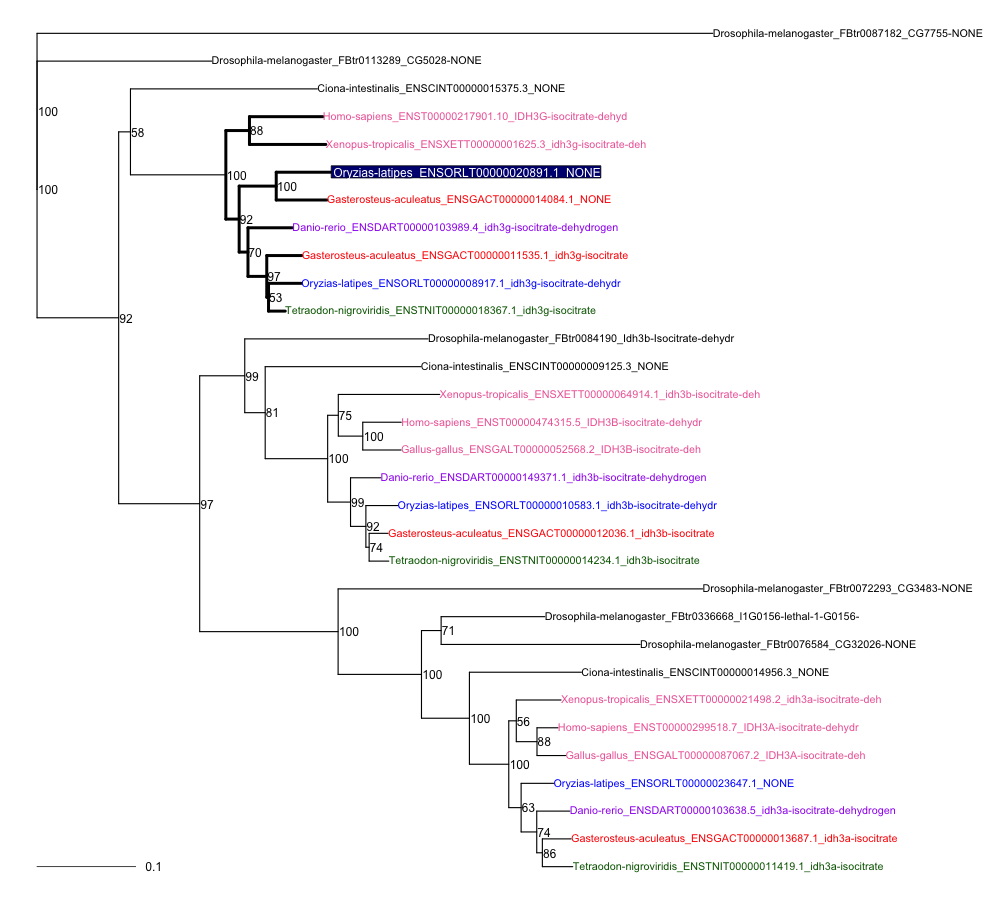 Drosophila-melanogaster_FBtr0087182_CG7755-NONE
Drosophila-melanogaster_FBtr0113289_CG5028-NONE
Ciona-intestinalis_ENSCINT00000015375.3_NONE
100
Homo-sapiens_ENST00000217901.10_IDH3G-isocitrate-dehyd
58
88
Xenopus-tropicalis_ENSXETT00000001625.3_idh3g-isocitrate-deh
Oryzias-latipes_ENSORLT00000020891.1_NONE
100
100
100
Gasterosteus-aculeatus_ENSGACT00000014084.1_NONE
92
Danio-rerio_ENSDART00000103989.4_idh3g-isocitrate-dehydrogen
70
Gasterosteus-aculeatus_ENSGACT00000011535.1_idh3g-isocitrate
97
Oryzias-latipes_ENSORLT00000008917.1_idh3g-isocitrate-dehydr
53
Tetraodon-nigroviridis_ENSTNIT00000018367.1_idh3g-isocitrate
92
Drosophila-melanogaster_FBtr0084190_Idh3b-Isocitrate-dehydr
Ciona-intestinalis_ENSCINT00000009125.3_NONE
99
Xenopus-tropicalis_ENSXETT00000064914.1_idh3b-isocitrate-deh
81
75
Homo-sapiens_ENST00000474315.5_IDH3B-isocitrate-dehydr
100
Gallus-gallus_ENSGALT00000052568.2_IDH3B-isocitrate-deh
100
Danio-rerio_ENSDART00000149371.1_idh3b-isocitrate-dehydrogen
97
99
Oryzias-latipes_ENSORLT00000010583.1_idh3b-isocitrate-dehydr
92
Gasterosteus-aculeatus_ENSGACT00000012036.1_idh3b-isocitrate
74
Tetraodon-nigroviridis_ENSTNIT00000014234.1_idh3b-isocitrate
Drosophila-melanogaster_FBtr0072293_CG3483-NONE
Drosophila-melanogaster_FBtr0336668_l1G0156-lethal-1-G0156-
100
71
Drosophila-melanogaster_FBtr0076584_CG32026-NONE
100
Ciona-intestinalis_ENSCINT00000014956.3_NONE
Xenopus-tropicalis_ENSXETT00000021498.2_idh3a-isocitrate-deh
100
56
Homo-sapiens_ENST00000299518.7_IDH3A-isocitrate-dehydr
88
Gallus-gallus_ENSGALT00000087067.2_IDH3A-isocitrate-deh
100
Oryzias-latipes_ENSORLT00000023647.1_NONE
63
Danio-rerio_ENSDART00000103638.5_idh3a-isocitrate-dehydrogen
74
Gasterosteus-aculeatus_ENSGACT00000013687.1_idh3a-isocitrate
86
Tetraodon-nigroviridis_ENSTNIT00000011419.1_idh3a-isocitrate
0.1